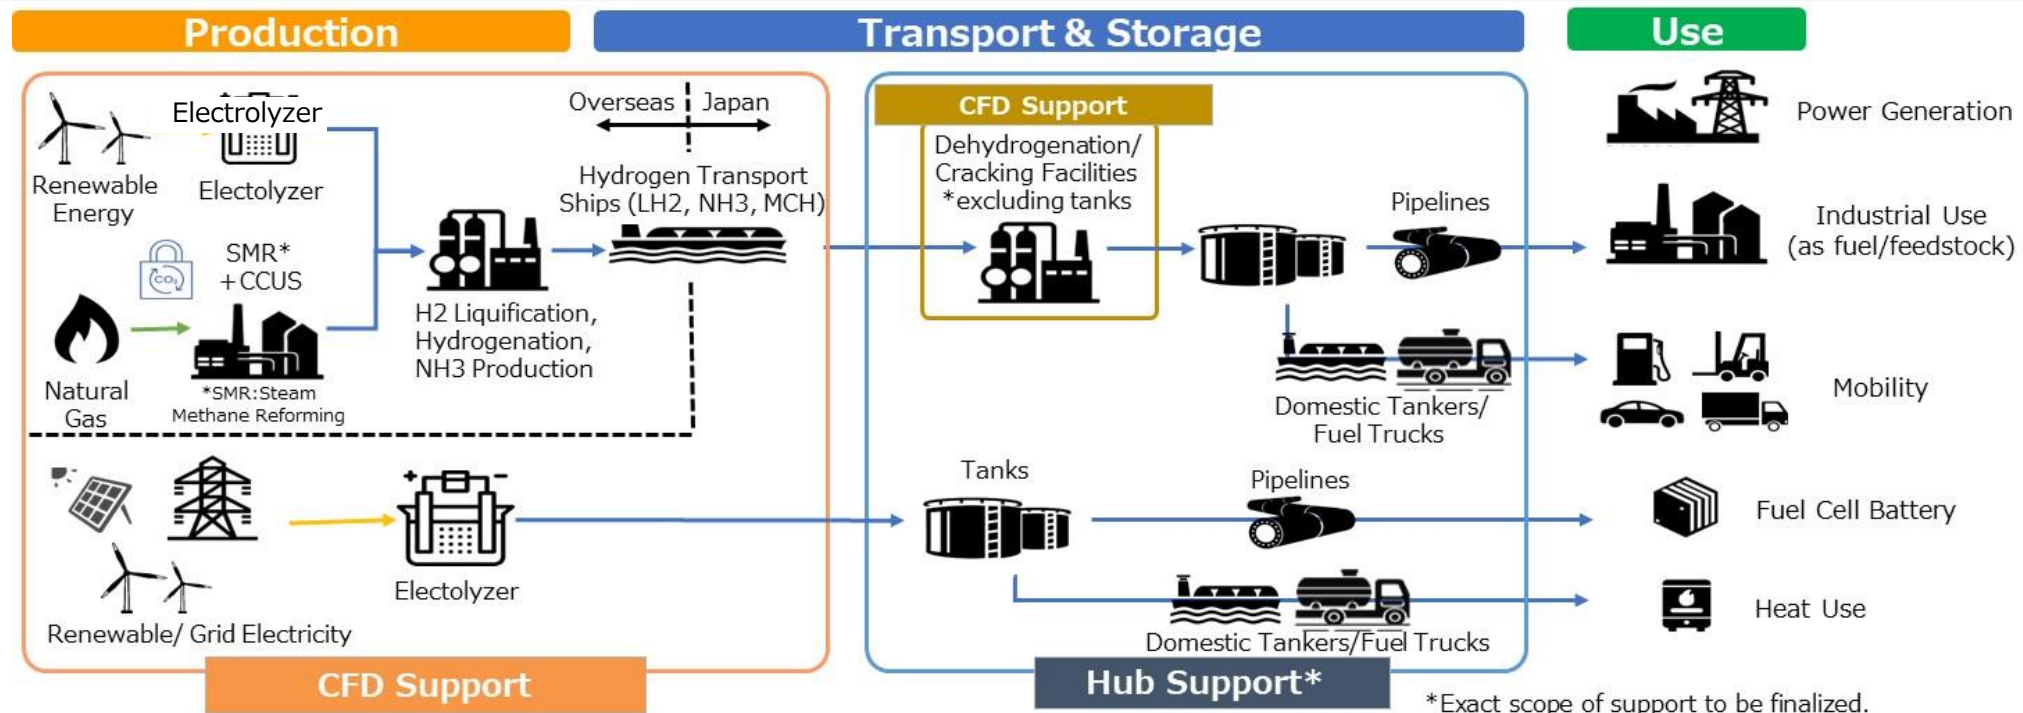 Production
Transport & Storage
Use
Electrolyzer
Electolyzer
Renewable
Energy
SMR*
+CCUS
CO₂
Natural
Gas
*SMR:Steam
Methane Reforming
H2 Liquification,
Hydrogenation,
NH3 Production
Overseas
Japan
Hydrogen Transport
Ships (LH2, NH3, MCH)
Renewable/ Grid Electricity
Electolyzer
CFD Support
CFD Support
Dehydrogenation/
Cracking Facilities
*excluding tanks
Pipelines
Domestic Tankers/
Fuel Trucks
Tanks
Pipelines
Domestic Tankers/Fuel Trucks
Hub Support*
Power Generation
Industrial Use
(as fuel/feedstock)
Mobility
Fuel Cell Battery
Heat Use
*Exact scope of support to be finalized.